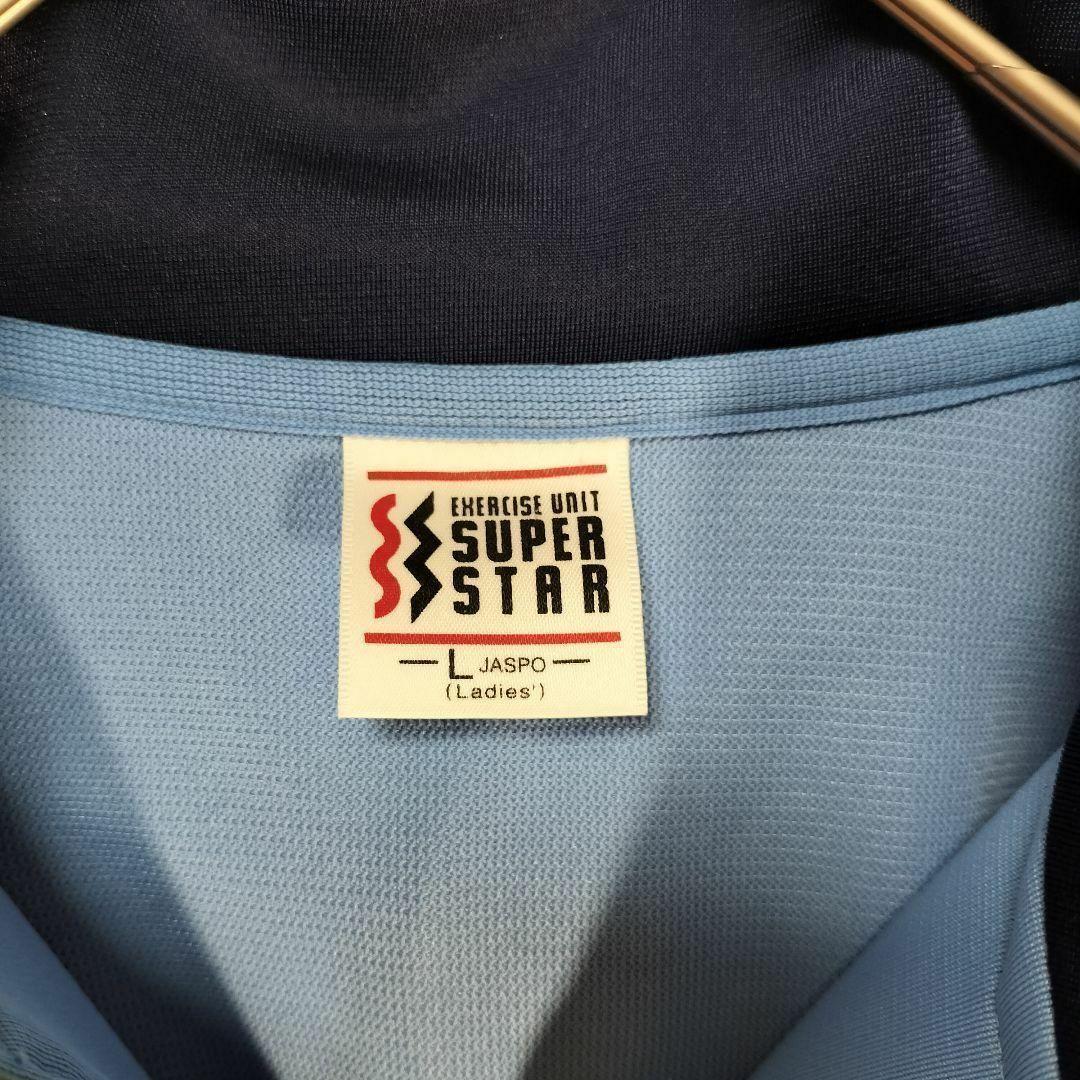 EXERCISE UNIT
SUPER
STAR
L JASPO
(Ladies')